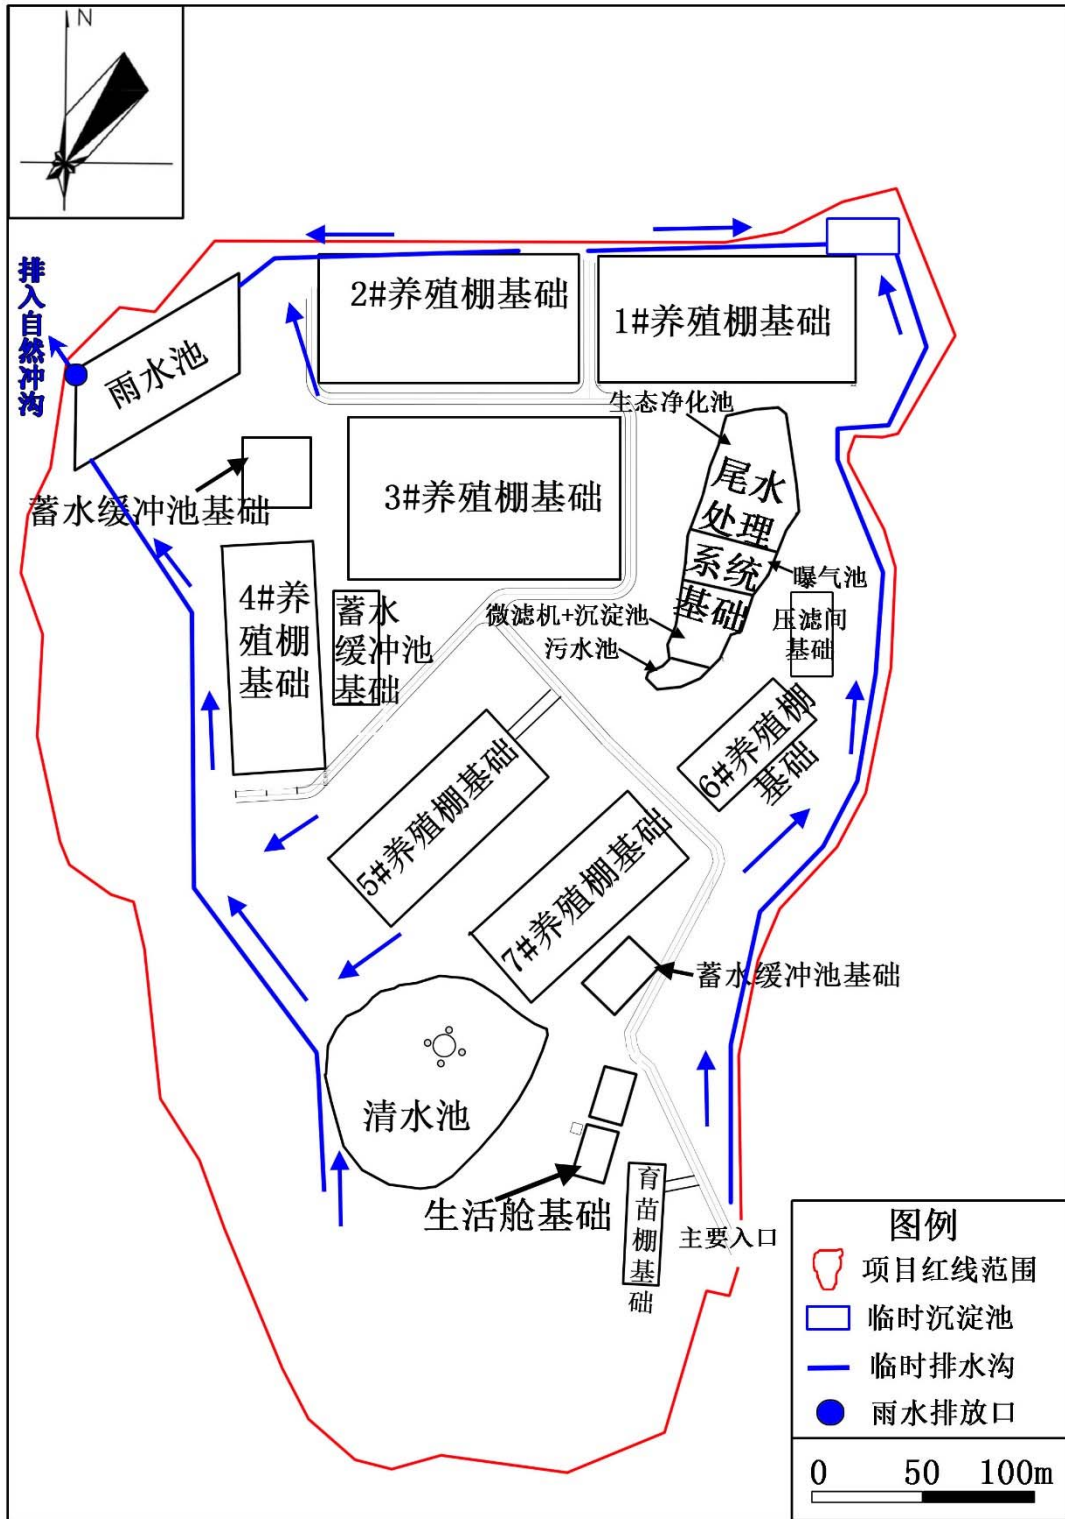 N
排入自然冲沟
2#养殖棚基础
1#养殖棚基础
雨水池
生态净化池
蓄水缓冲池基础
3#养殖棚基础
尾水
处理
系统
基础
曝气池
4#养
殖棚
基础
蓄水
缓冲池
基础
微滤机+沉淀池
污水池
压滤间
基础
6#养殖棚
基础
5#养殖棚基础
7#养殖棚基础
蓄水缓冲池基础
清水池
生活舱基础
育苗棚基础
主要入口
图例
项目红线范围
临时沉淀池
临时排水沟
雨水排放口
0 50 100m